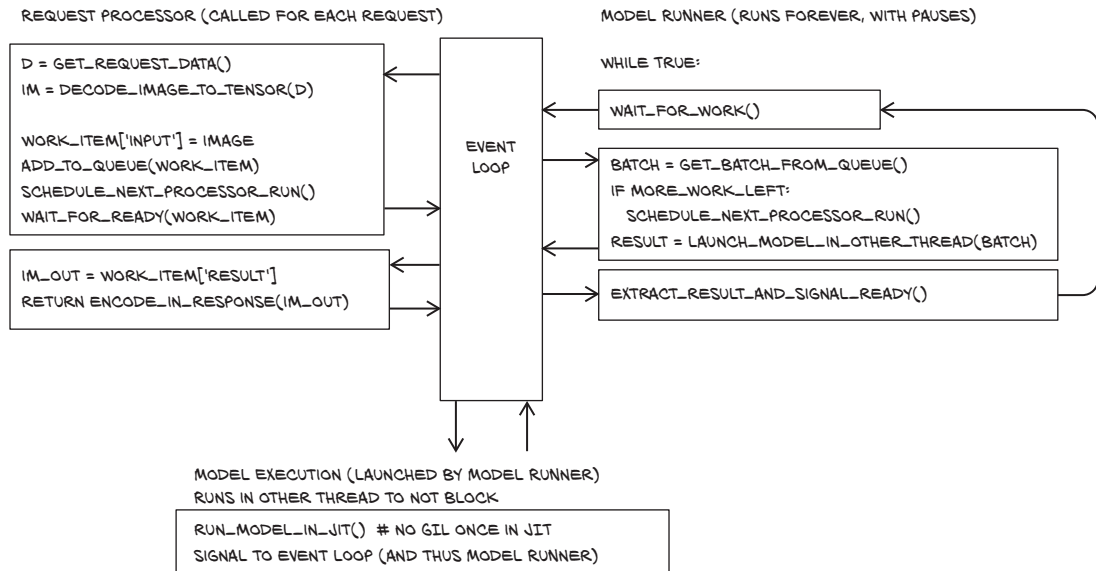 REQUEST PROCESSOR (CALLED FOR EACH REQUEST)
D = GET_REQUEST_DATA()
IM = DECODE_IMAGE_TO_TENSOR(D)
WORK_ITEM['INPUT'] = IMAGE
ADD_TO_QUEUE(WORK_ITEM)
SCHEDULE_NEXT_PROCESSOR_RUN()
WAIT_FOR_READY(WORK_ITEM)
IM_OUT = WORK_ITEM['RESULT']
RETURN ENCODE_IN_RESPONSE(IM_OUT)
EVENT
LOOP
MODEL RUNNER (RUNS FOREVER, WITH PAUSES)
WHILE TRUE:
WAIT_FOR_WORK()
BATCH = GET_BATCH_FROM_QUEUE()
IF MORE_WORK_LEFT:
SCHEDULE_NEXT_PROCESSOR_RUN()
RESULT = LAUNCH_MODEL_IN_OTHER_THREAD(BATCH)
EXTRACT_RESULT_AND_SIGNAL_READY()
MODEL EXECUTION (LAUNCHED BY MODEL RUNNER)
RUNS IN OTHER THREAD TO NOT BLOCK
RUN_MODEL_IN_JIT() # NO GIL ONCE IN JIT
SIGNAL TO EVENT LOOP (AND THUS MODEL RUNNER)